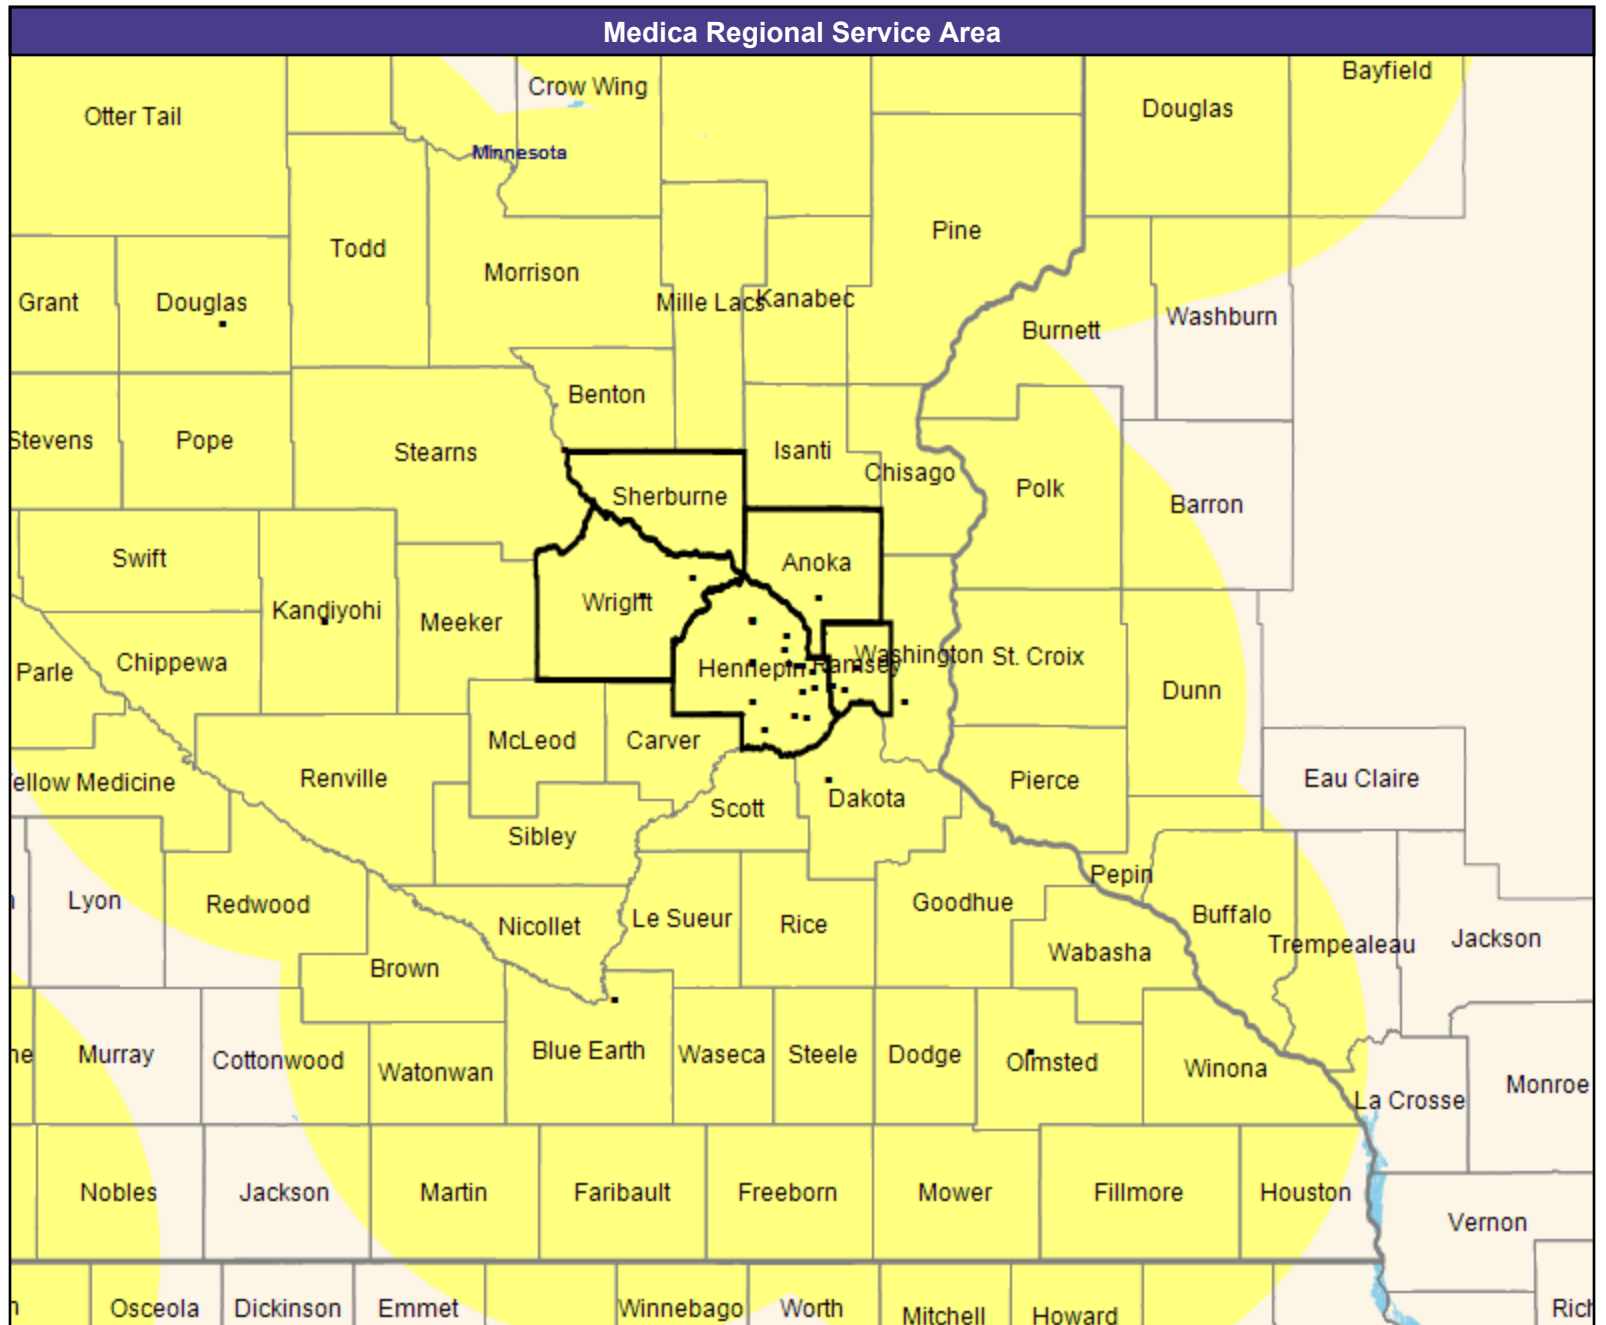 Medica Regional Service Area
Bayfield
Crow Wing
Douglas
Otter Tail
Minnesota
Pine
Todd
Morrison
Grant
Douglas
Mille Lacs
Kanabec
Washburn
Burnett
Benton
Stevens
Pope
Stearns
Isanti
Chisago
Polk
Sherburne
Barron
Swift
Anoka
Wright
Kandiyohi
Meeker
Washington
St. Croix
Hennepin
Ramsey
Parle
Chippewa
Dunn
McLeod
Carver
Renville
Pierce
Eau Claire
ellow Medicine
Dakota
Scott
Sibley
Pepin
Lyon
Redwood
Goodhue
Nicollet
Le Sueur
Rice
Buffalo
Trempealeau
Jackson
Wabasha
Brown
ne
Murray
Cottonwood
Blue Earth
Waseca
Steele
Dodge
Olmsted
Winona
Watonwan
Monroe
La Crosse
Nobles
Jackson
Martin
Faribault
Freeborn
Mower
Fillmore
Houston
Vernon
n
Osceola
Dickinson
Emmet
Winnebago
Worth
Mitchell
Howard
Rich